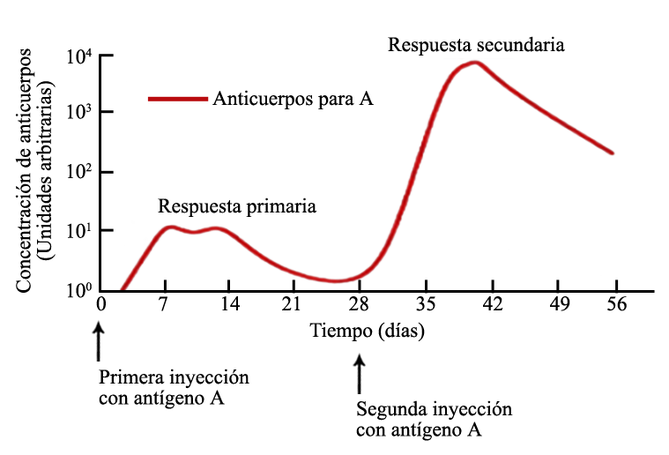 Respuesta secundaria
Anticuerpos para A
Respuesta primaria
Concentración de anticuerpos
(Unidades arbitrarias)
10⁴
10³
10²
10¹
10⁰
0 7 14 21 28 35 42 49 56
Tiempo (días)
Primera inyección
con antígeno A
Segunda inyección
con antígeno A